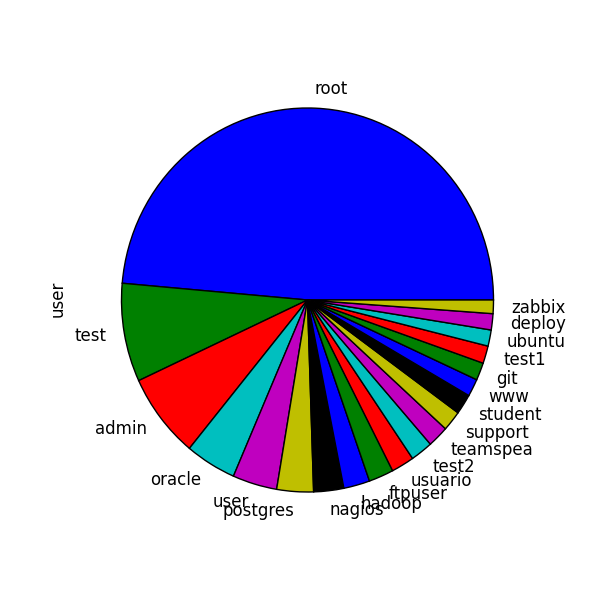 root
user
test
admin
oracle
user
postgres
nagios
hadoop
ftpuser
usuario
test2
teamspea
support
student
www
git
test1
ubuntu
deploy
zabbix